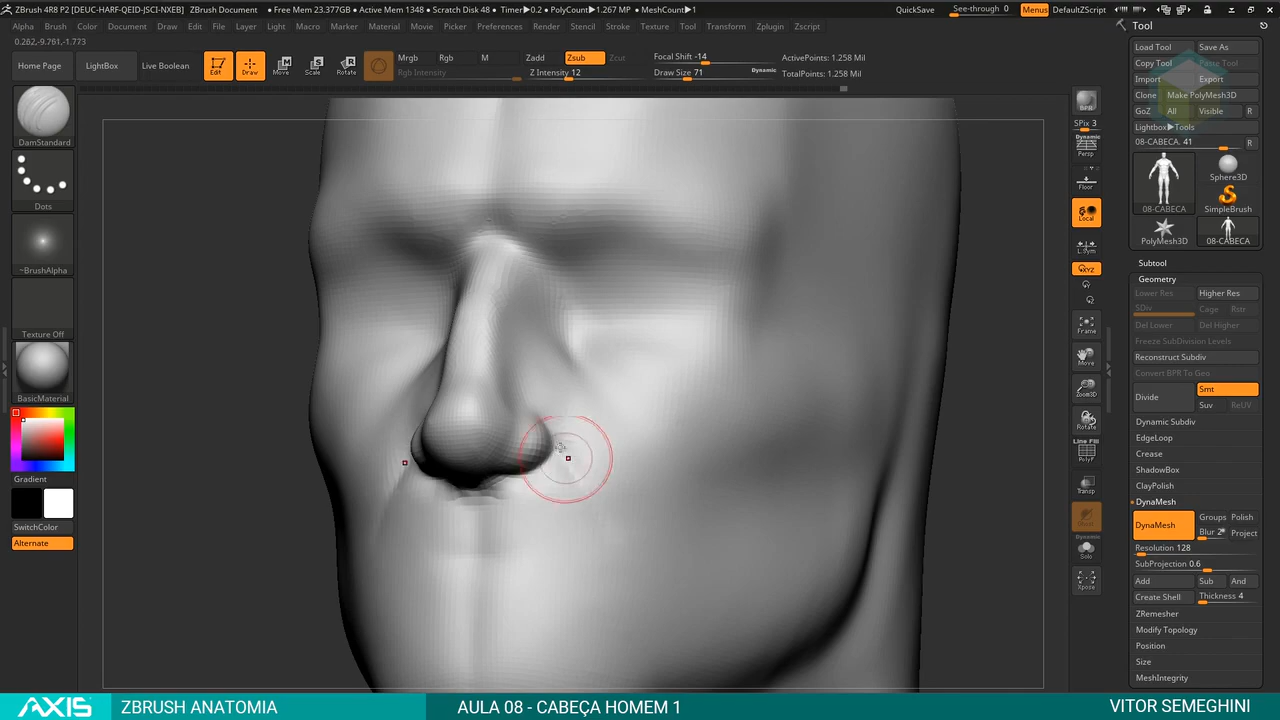 ZBrush 4R8 P2 [DEUC-HARF-QEID-JSCI-NXEB] ZBrush Document • Free Mem 23.377GB • Active Mem 1348 • Scratch Disk 48 • Timer▶0.2 • PolyCount▶1.267 MP • MeshCount▶1 QuickSave See-through 0 Menus DefaultZScript
Alpha Brush Color Document Draw Edit File Layer Light Macro Marker Material Movie Picker Preferences Render Stencil Stroke Texture Tool Transform Zplugin Zscript
0.262,-9.761,-1.773
Home Page LightBox Live Boolean
Edit Draw Move Scale Rotate
Mrgb Rgb M
Rgb Intensity
Zadd Zsub Zcut
Z Intensity 12
Focal Shift -14
Draw Size 71 Dynamic
ActivePoints: 1.258 Mil
TotalPoints: 1.258 Mil
DamStandard
Dots
~BrushAlpha
Texture Off
BasicMaterial
Gradient
SwitchColor
Alternate
BPR
SPix 3
Dynamic
Persp
Floor
Local
L.Sym
XYZ
Frame
Move
Zoom3D
Rotate
Line Fill
PolyF
Transp
Ghost
Dynamic
Solo
Xpose
Tool
Load Tool Save As
Copy Tool Paste Tool
Import Export
Clone Make PolyMesh3D
GoZ All Visible R
Lightbox▶Tools
08-CABECA. 41 R
08-CABECA Sphere3D
SimpleBrush
PolyMesh3D 08-CABECA
Subtool
Geometry
Lower Res Higher Res
SDiv Cage Rstr
Del Lower Del Higher
Freeze SubDivision Levels
Reconstruct Subdiv
Convert BPR To Geo
Divide Smt
Suv ReUV
Dynamic Subdiv
EdgeLoop
Crease
ShadowBox
ClayPolish
DynaMesh
DynaMesh Groups Polish
Blur 2 Project
Resolution 128
SubProjection 0.6
Add Sub And
Create Shell Thickness 4
ZRemesher
Modify Topology
Position
Size
MeshIntegrity
AXIS ZBRUSH ANATOMIA AULA 08 - CABEÇA HOMEM 1 VITOR SEMEGHINI